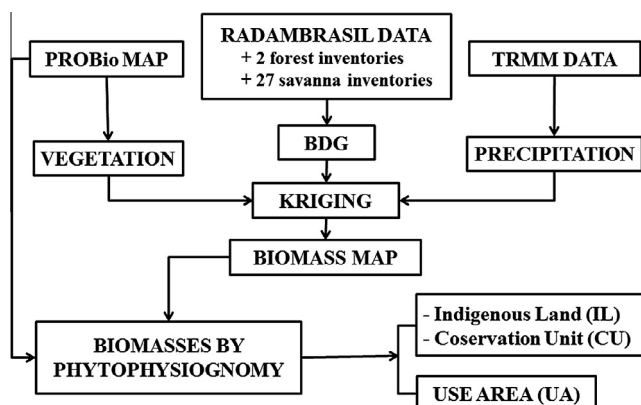 RADAMBRASIL DATA
+ 2 forest inventories
+ 27 savanna inventories
PROBio MAP
TRMM DATA
BDG
VEGETATION
PRECIPITATION
KRIGING
BIOMASS MAP
BIOMASSES BY
PHYTOPHYSIOGNOMY
- Indigenous Land (IL)
- Coservation Unit (CU)
USE AREA (UA)